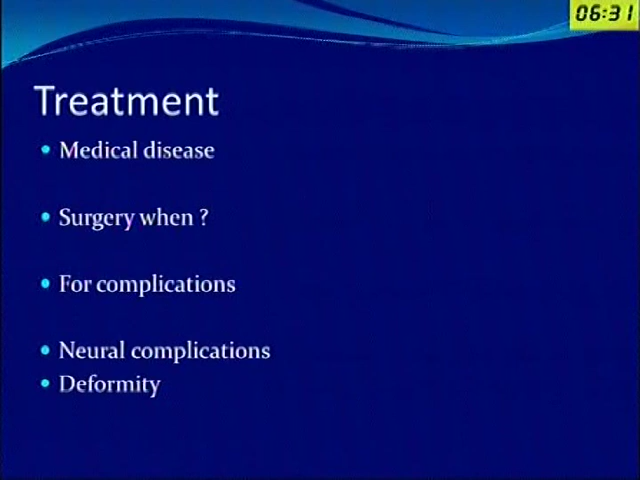 06:31
Treatment
Medical disease
Surgery when ?
For complications
Neural complications
Deformity